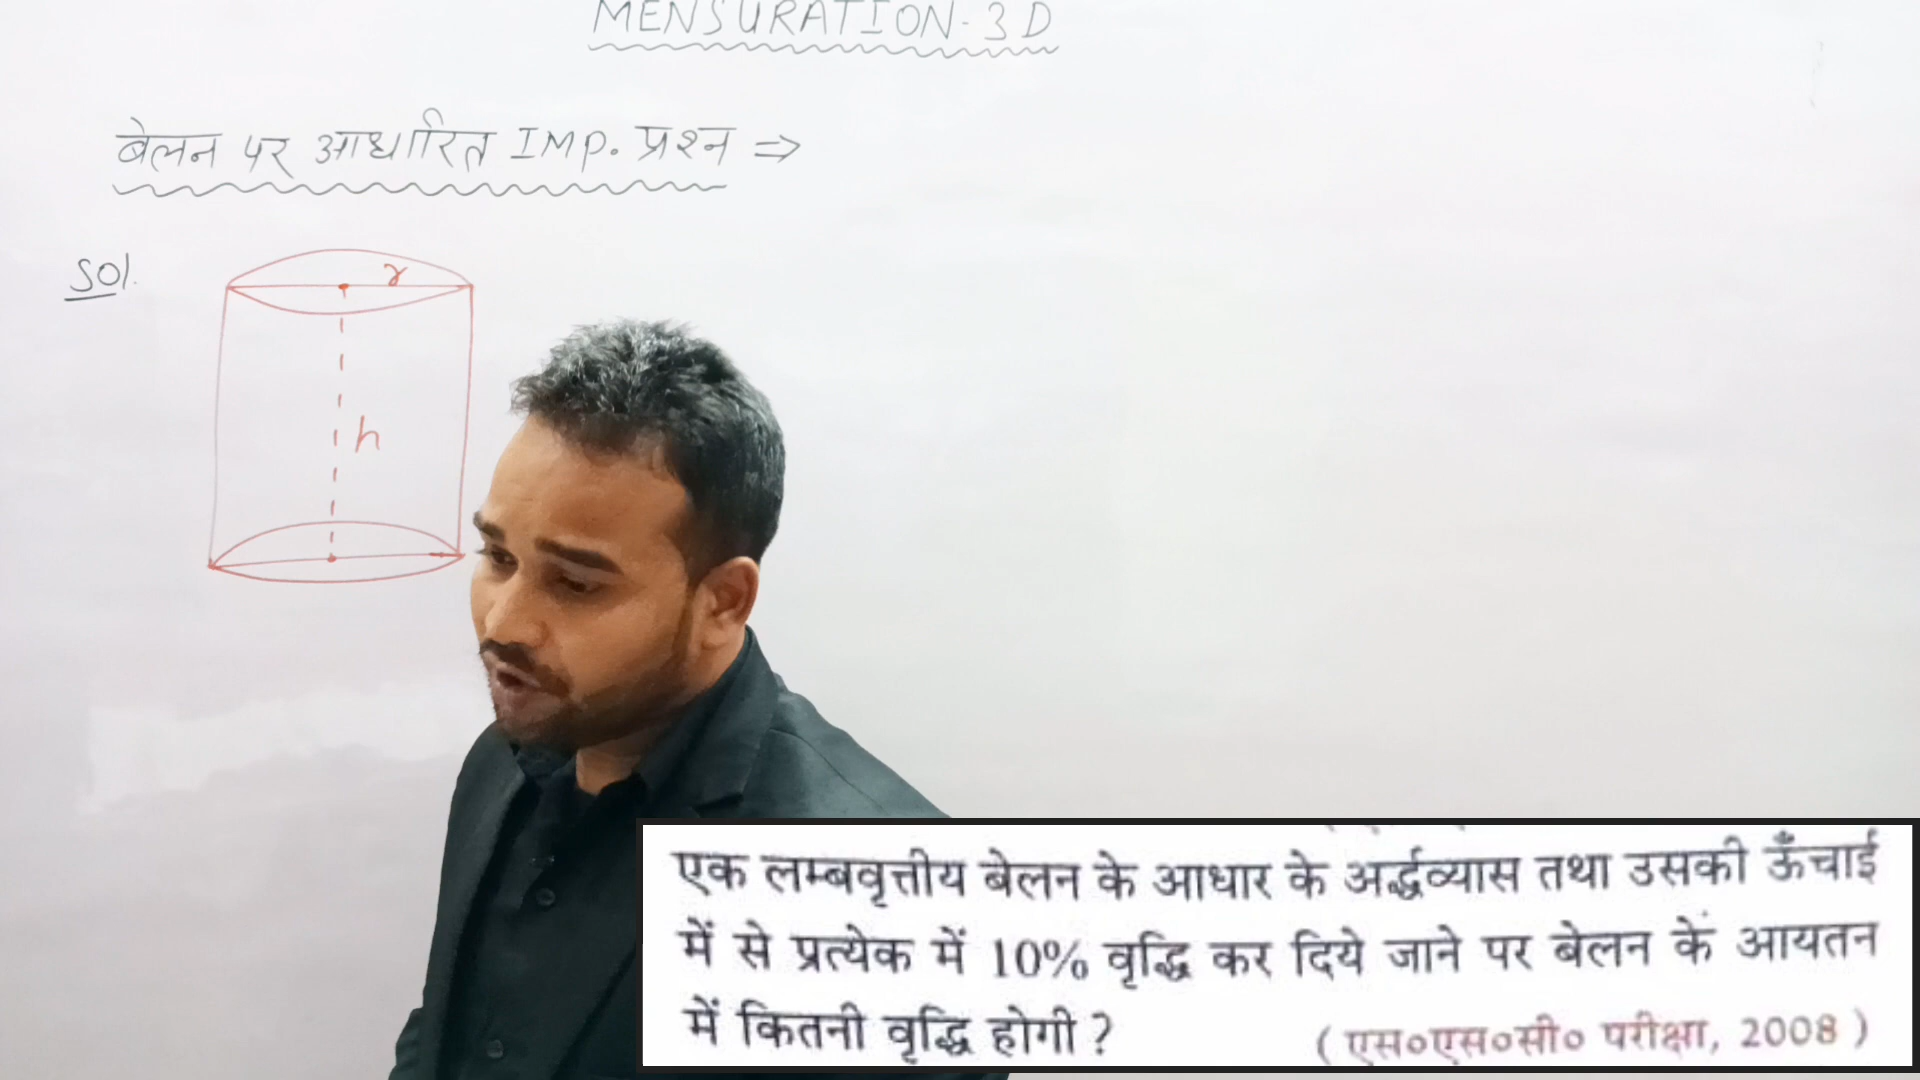 MENSURATION-3D
बेलन पर आधारित IMP. प्रश्न ⇒
Sol.
r
h
एक लम्बवृत्तीय बेलन के आधार के अर्द्धव्यास तथा उसकी ऊँचाई
में से प्रत्येक में 10% वृद्धि कर दिये जाने पर बेलन के आयतन
में कितनी वृद्धि होगी ?
( एस०एस०सी० परीक्षा, 2008 )